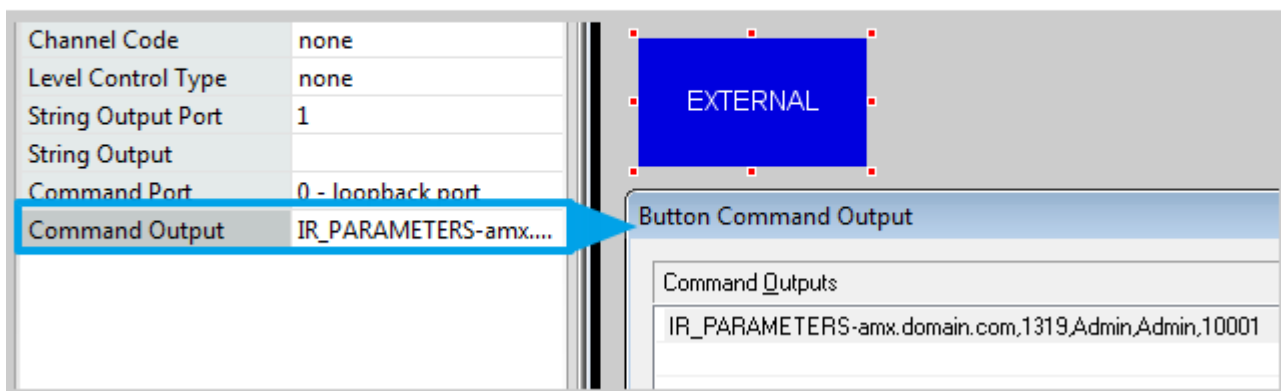 Channel Code none
Level Control Type none
String Output Port 1
String Output
Command Port 0 - loopback port
Command Output IR_PARAMETERS-amx....
EXTERNAL
Button Command Output
Command Outputs
IR_PARAMETERS-amx.domain.com,1319,Admin,Admin,10001